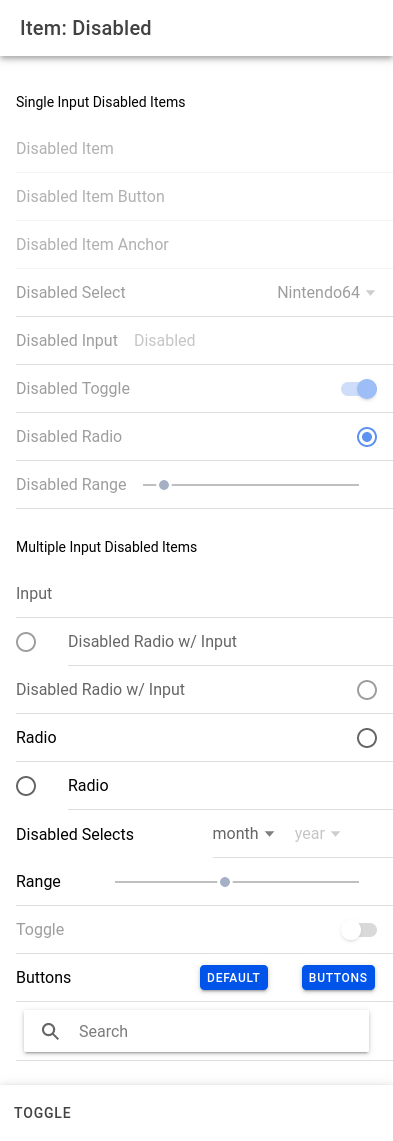 Item: Disabled
Single Input Disabled Items
Disabled Item
Disabled Item Button
Disabled Item Anchor
Disabled Select Nintendo64
Disabled Input Disabled
Disabled Toggle
Disabled Radio
Disabled Range
Multiple Input Disabled Items
Input
Disabled Radio w/ Input
Disabled Radio w/ Input
Radio
Radio
Disabled Selects month year
Range
Toggle
Buttons DEFAULT BUTTONS
Search
TOGGLE